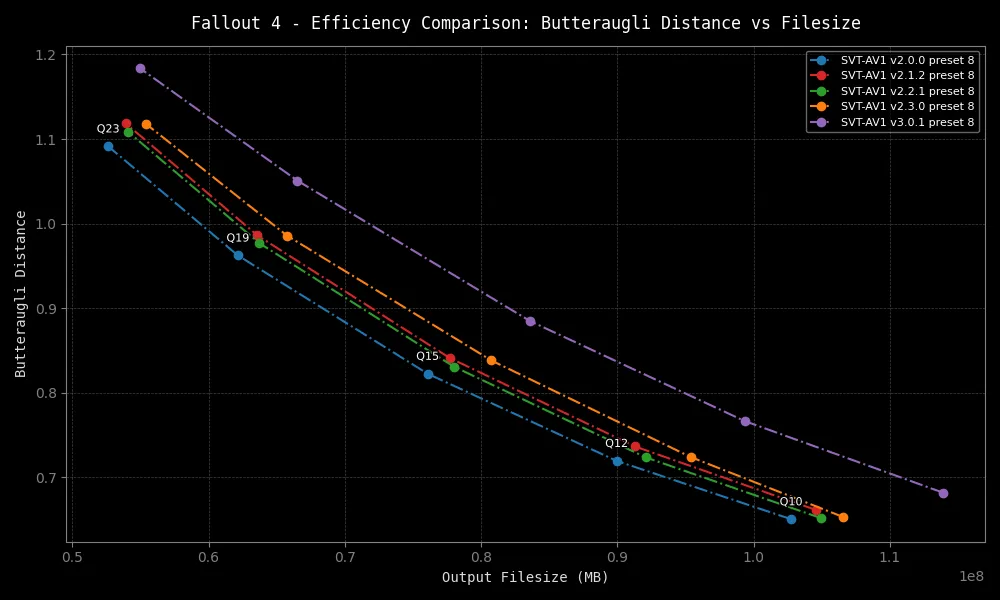 Fallout 4 - Efficiency Comparison: Butteraugli Distance vs Filesize
SVT-AV1 v2.0.0 preset 8
SVT-AV1 v2.1.2 preset 8
SVT-AV1 v2.2.1 preset 8
SVT-AV1 v2.3.0 preset 8
SVT-AV1 v3.0.1 preset 8
Butteraugli Distance
1.2
1.1
1.0
0.9
0.8
0.7
Q23
Q19
Q15
Q12
Q10
0.5
0.6
0.7
0.8
0.9
1.0
1.1
1e8
Output Filesize (MB)